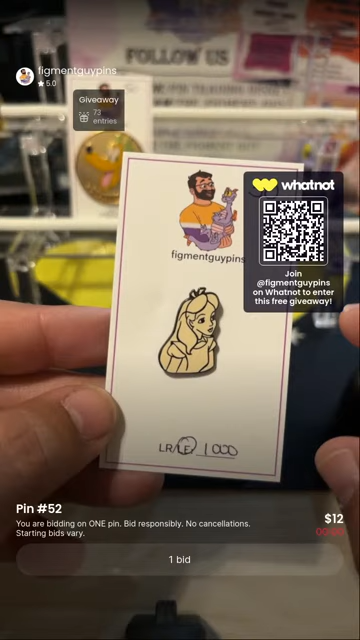 FOLLOW US
figmentguypins
★ 5.0
Giveaway
73
entries
whatnot
Join
@figmentguypins
on Whatnot to enter
this free giveaway!
figmentguypins
LR/LE 1000
Pin #52
$12
You are bidding on ONE pin. Bid responsibly. No cancellations.
Starting bids vary.
1 bid